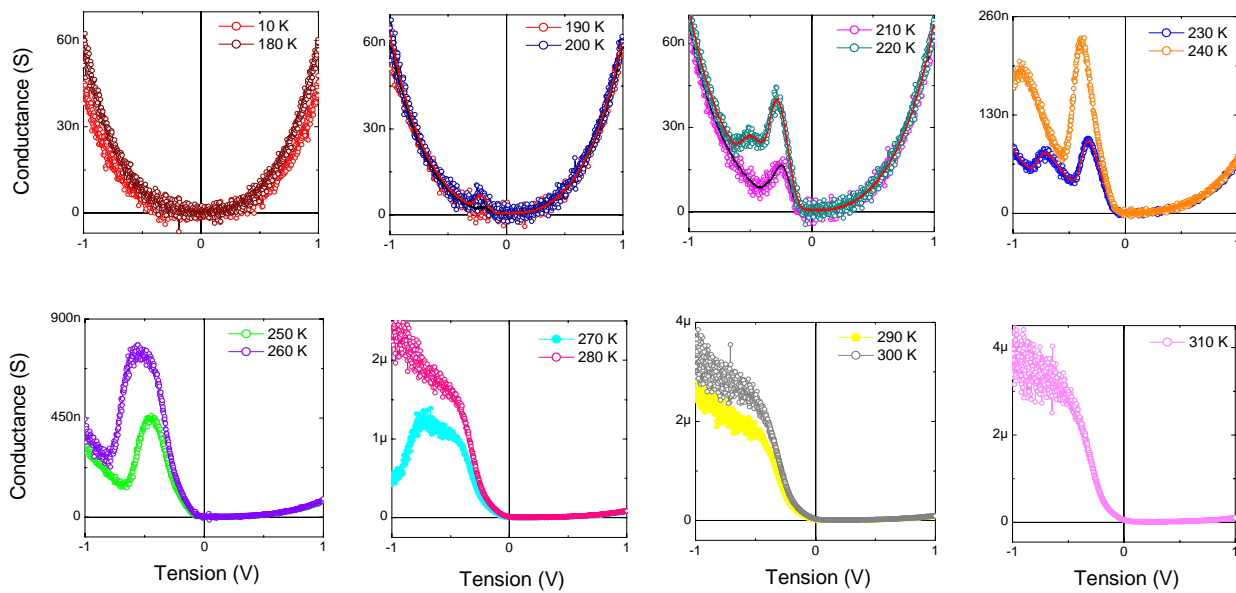 Conductance (S)
60n
30n
0
-1
0
1
10 K
180 K
60n
30n
0
-1
0
1
190 K
200 K
60n
30n
0
-1
0
1
210 K
220 K
260n
130n
0
-1
0
1
230 K
240 K
Conductance (S)
900n
450n
0
-1
0
1
250 K
260 K
Tension (V)
2µ
1µ
0
-1
0
1
270 K
280 K
Tension (V)
4µ
2µ
0
-1
0
1
290 K
300 K
Tension (V)
4µ
2µ
0
-1
0
1
310 K
Tension (V)